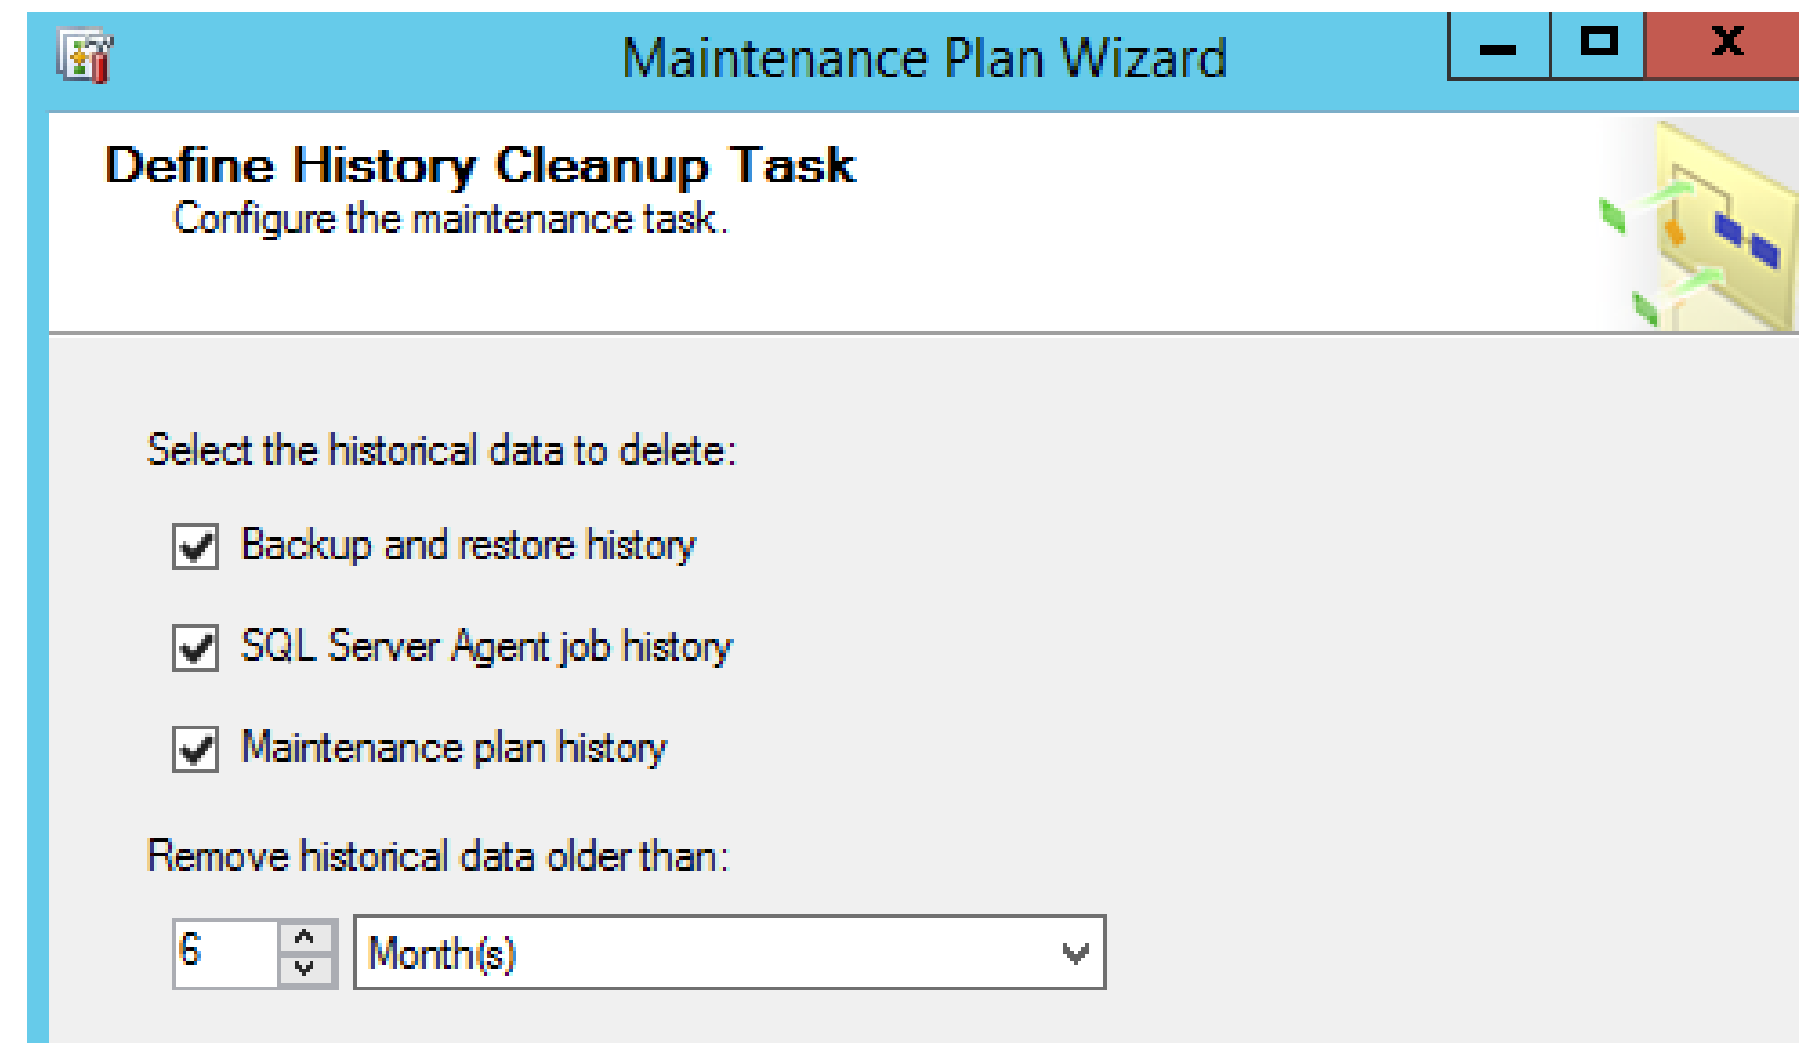 Maintenance Plan Wizard
Define History Cleanup Task
Configure the maintenance task.
Select the historical data to delete:
Backup and restore history
SQL Server Agent job history
Maintenance plan history
Remove historical data older than:
6 Month(s)